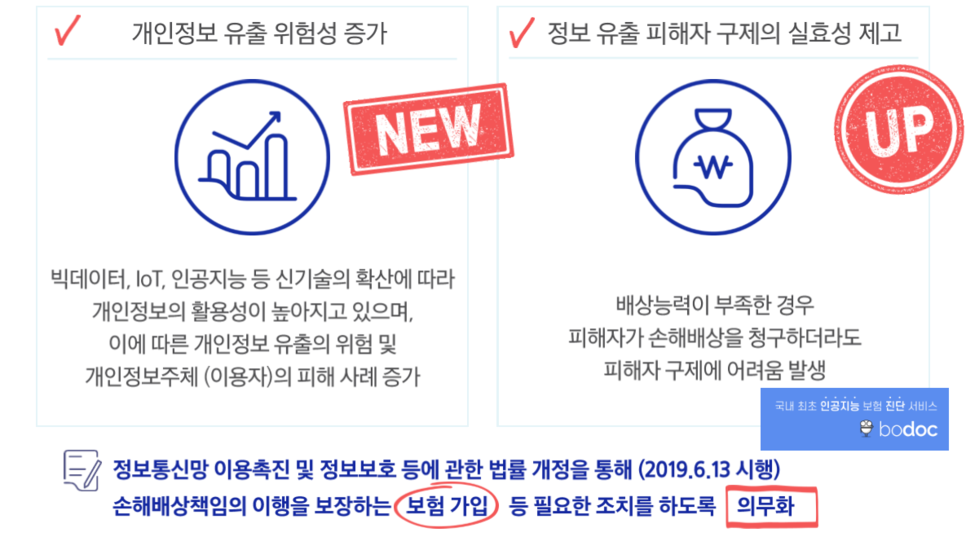 개인정보 유출 위험성 증가
NEW
빅데이터, IoT, 인공지능 등 신기술의 확산에 따라
개인정보의 활용성이 높아지고 있으며,
이에 따른 개인정보 유출의 위험 및
개인정보주체 (이용자)의 피해 사례 증가
정보 유출 피해자 구제의 실효성 제고
UP
₩
배상능력이 부족한 경우
피해자가 손해배상을 청구하더라도
피해자 구제에 어려움 발생
국내 최초 인공지능 보험 진단 서비스
bodoc
정보통신망 이용촉진 및 정보보호 등에 관한 법률 개정을 통해 (2019.6.13 시행)
손해배상책임의 이행을 보장하는 보험 가입 등 필요한 조치를 하도록 의무화